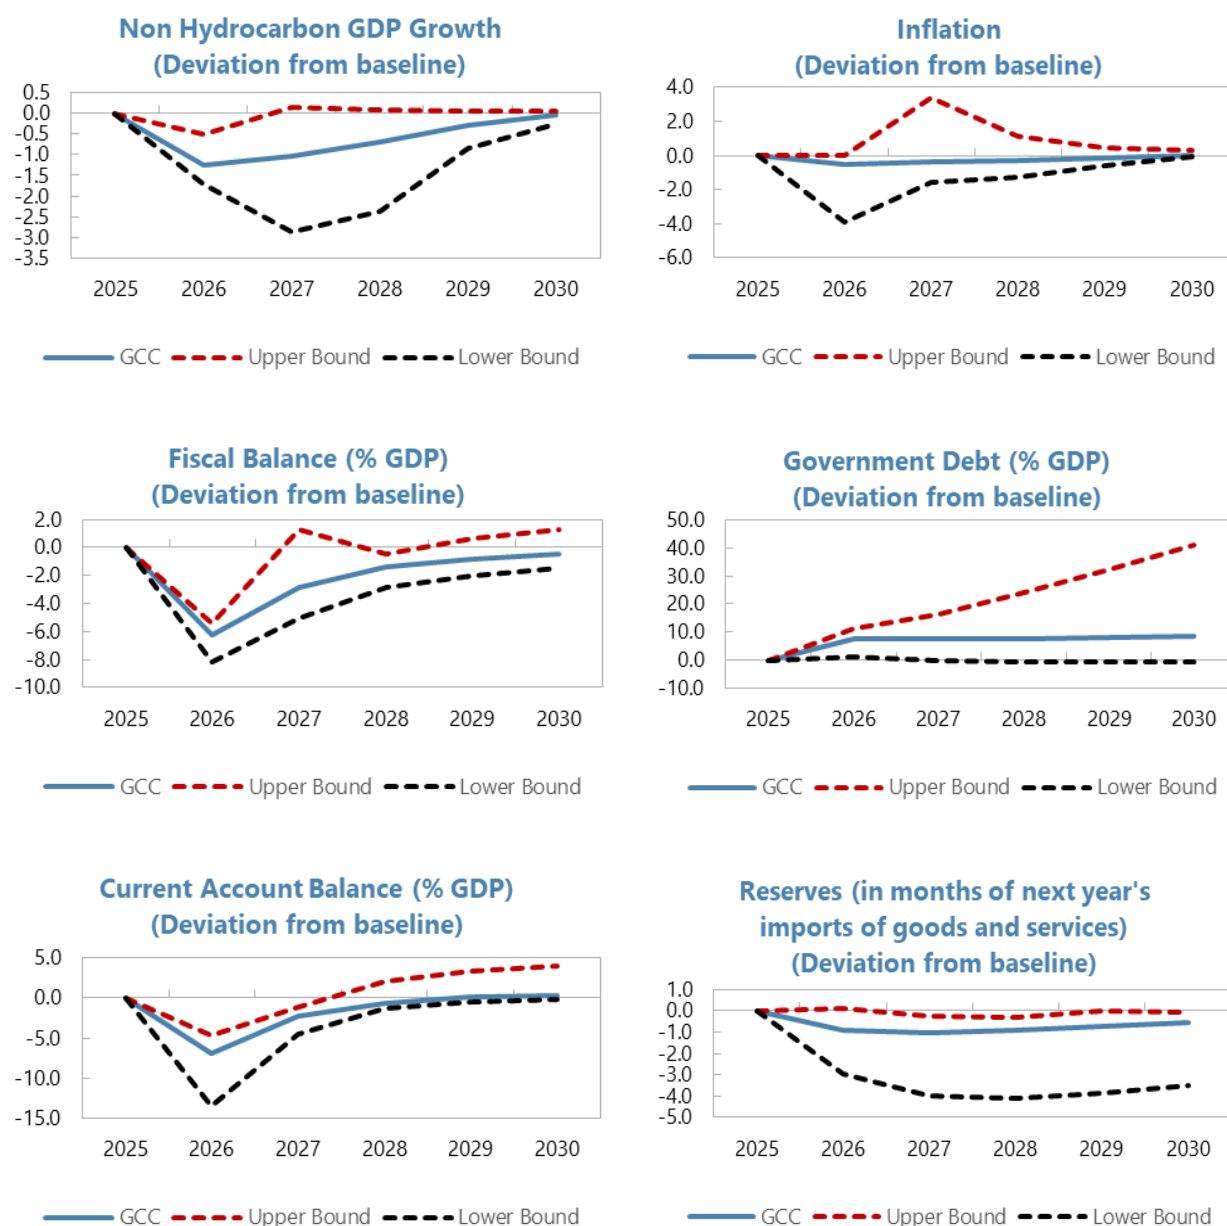 Non Hydrocarbon GDP Growth
(Deviation from baseline)
0.5
0.0
-0.5
-1.0
-1.5
-2.0
-2.5
-3.0
-3.5
2025 2026 2027 2028 2029 2030
GCC Upper Bound Lower Bound
Inflation
(Deviation from baseline)
4.0
2.0
0.0
-2.0
-4.0
-6.0
2025 2026 2027 2028 2029 2030
GCC Upper Bound Lower Bound
Fiscal Balance (% GDP)
(Deviation from baseline)
2.0
0.0
-2.0
-4.0
-6.0
-8.0
-10.0
2025 2026 2027 2028 2029 2030
GCC Upper Bound Lower Bound
Government Debt (% GDP)
(Deviation from baseline)
50.0
40.0
30.0
20.0
10.0
0.0
-10.0
2025 2026 2027 2028 2029 2030
GCC Upper Bound Lower Bound
Current Account Balance (% GDP)
(Deviation from baseline)
5.0
0.0
-5.0
-10.0
-15.0
2025 2026 2027 2028 2029 2030
GCC Upper Bound Lower Bound
Reserves (in months of next year's
imports of goods and services)
(Deviation from baseline)
1.0
0.0
-1.0
-2.0
-3.0
-4.0
-5.0
2025 2026 2027 2028 2029 2030
GCC Upper Bound Lower Bound